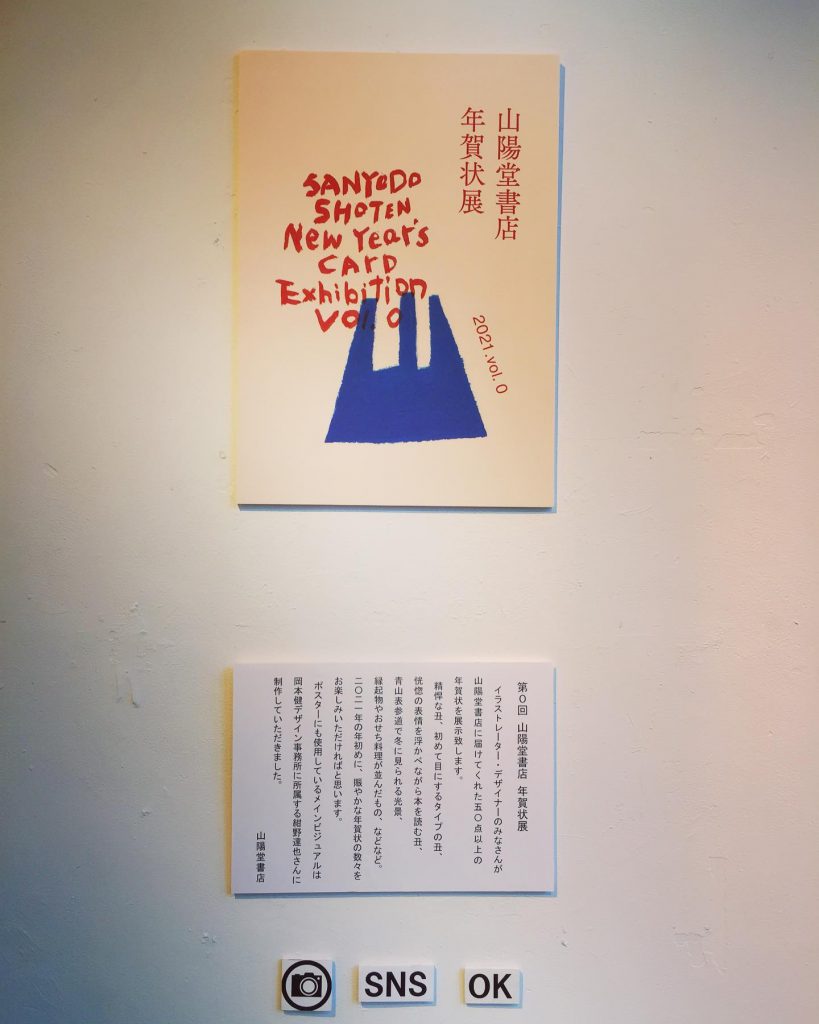 山陽堂書店
年賀状展
SANYODO
SHOTEN
New Year's
CARD
Exhibition
Vol. 0
2021.vol.0
第０回 山陽堂書店 年賀状展
イラストレーター・デザイナーのみなさんが
山陽堂書店に届けてくれた五〇点以上の
年賀状を展示致します。
精悍な丑、初めて目にするタイプの丑、
恍惚の表情を浮かべながら本を読む丑、
青山表参道で冬に見られる光景、
縁起物やおせち料理が並んだもの、などなど。
二〇二一年の年初めに、賑やかな年賀状の数々を
お楽しみいただければと思います。
ポスターにも使用しているメインビジュアルは
岡本健デザイン事務所に所属する紺野達也さんに
制作していただきました。
山陽堂書店
SNS
OK